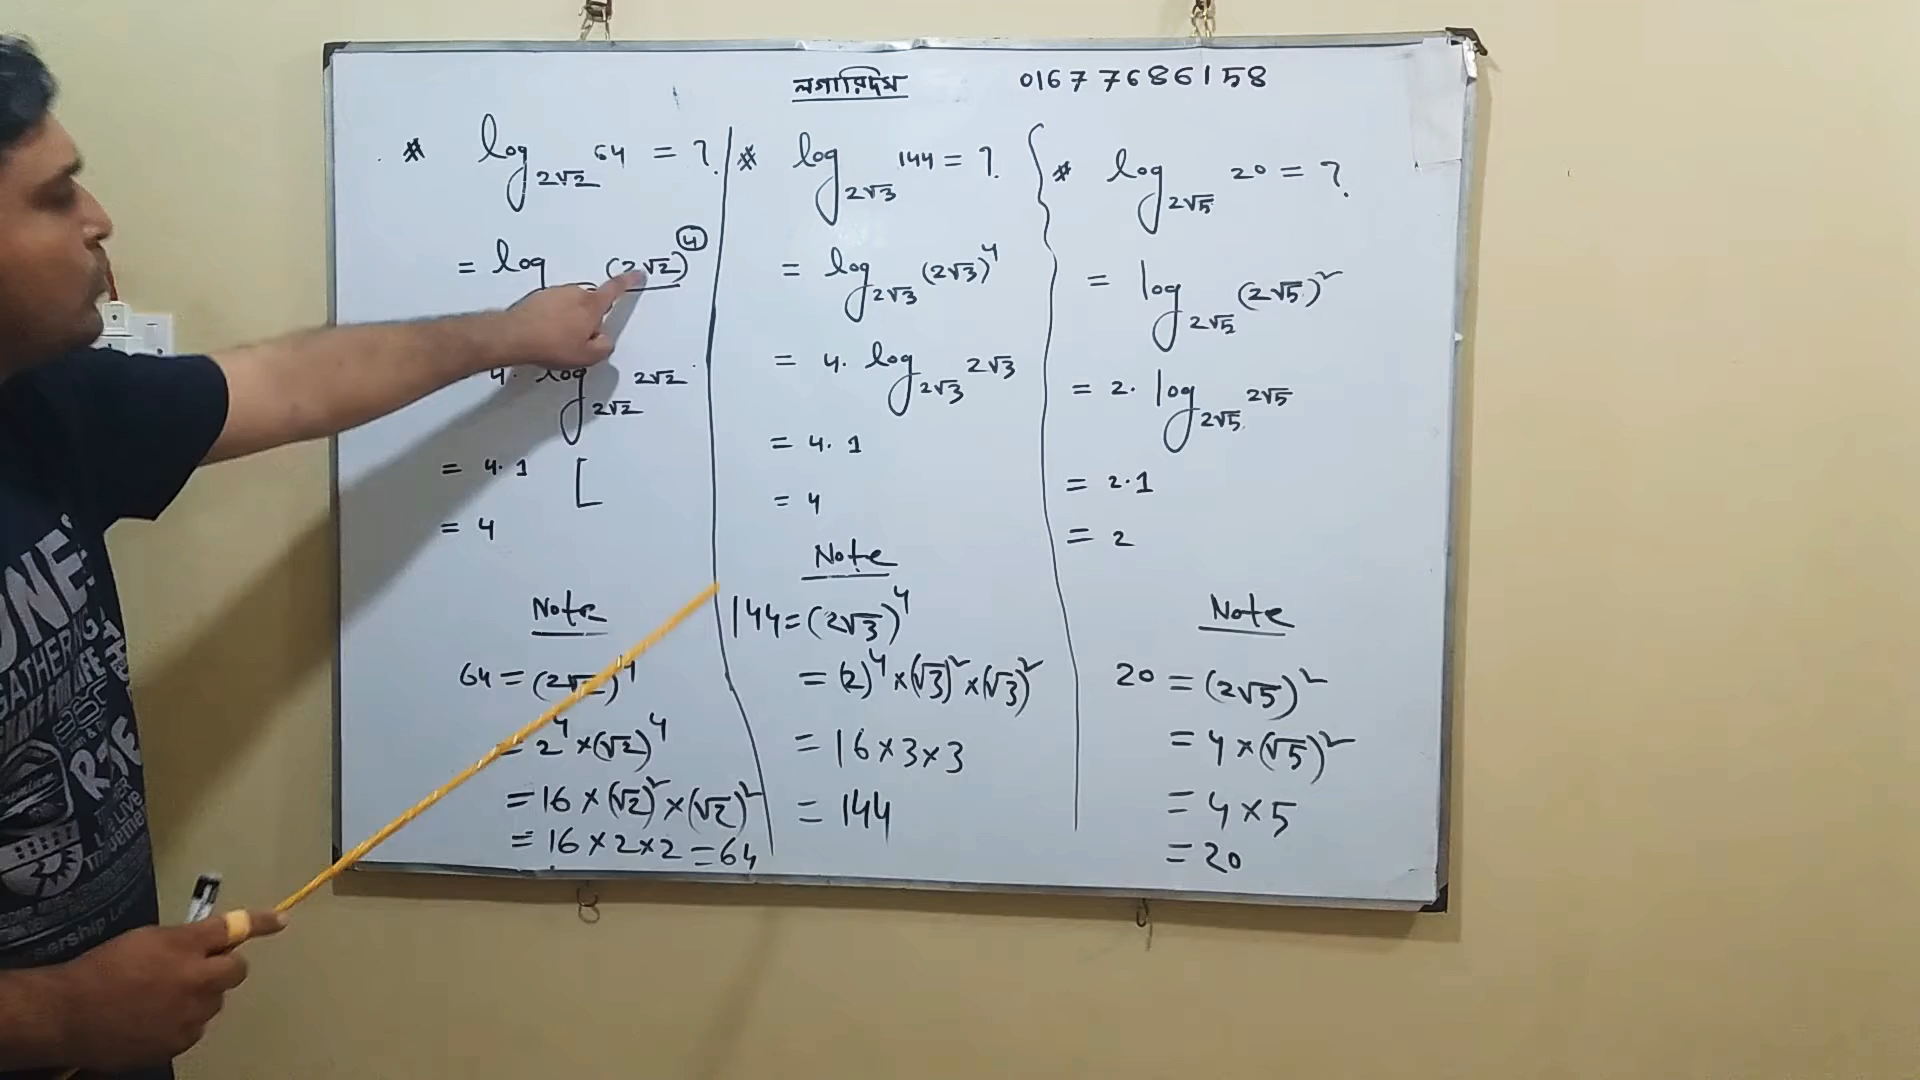 লগারিদম 01677686158
* log_{2√2} 64 = ?
= log (2√2)^4
4. log_{2√2} 2√2
= 4.1 [
= 4
Note
64 = (2√2)^4
= 2^4 × (√2)^4
= 16 × (√2)^2 × (√2)^2
= 16 × 2 × 2 = 64
* log_{2√3} 144 = ?
= log_{2√3} (2√3)^4
= 4. log_{2√3} 2√3
= 4.1
= 4
Note
144 = (2√3)^4
= (2)^4 × (√3)^2 × (√3)^2
= 16 × 3 × 3
= 144
* log_{2√5} 20 = ?
= log_{2√5} (2√5)^2
= 2. log_{2√5} 2√5
= 2.1
= 2
Note
20 = (2√5)^2
= 4 × (√5)^2
= 4 × 5
= 20
GATHERING